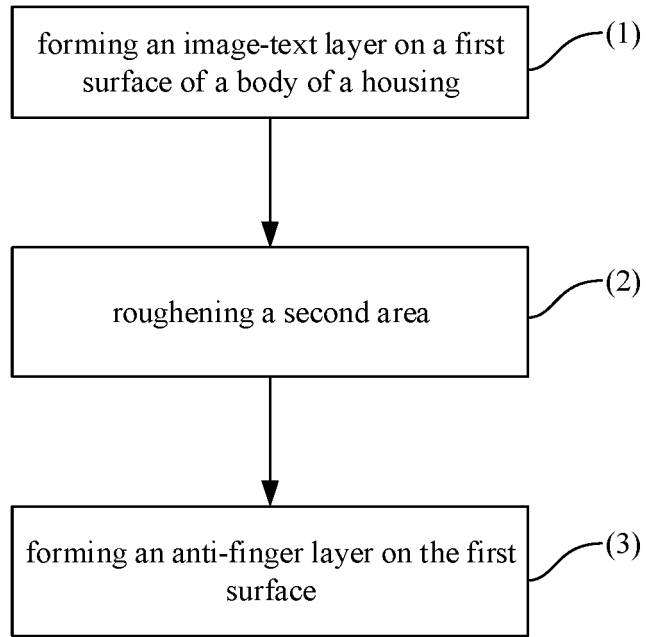 forming an image-text layer on a first
surface of a body of a housing
(1)
roughening a second area
(2)
forming an anti-finger layer on the first
surface
(3)